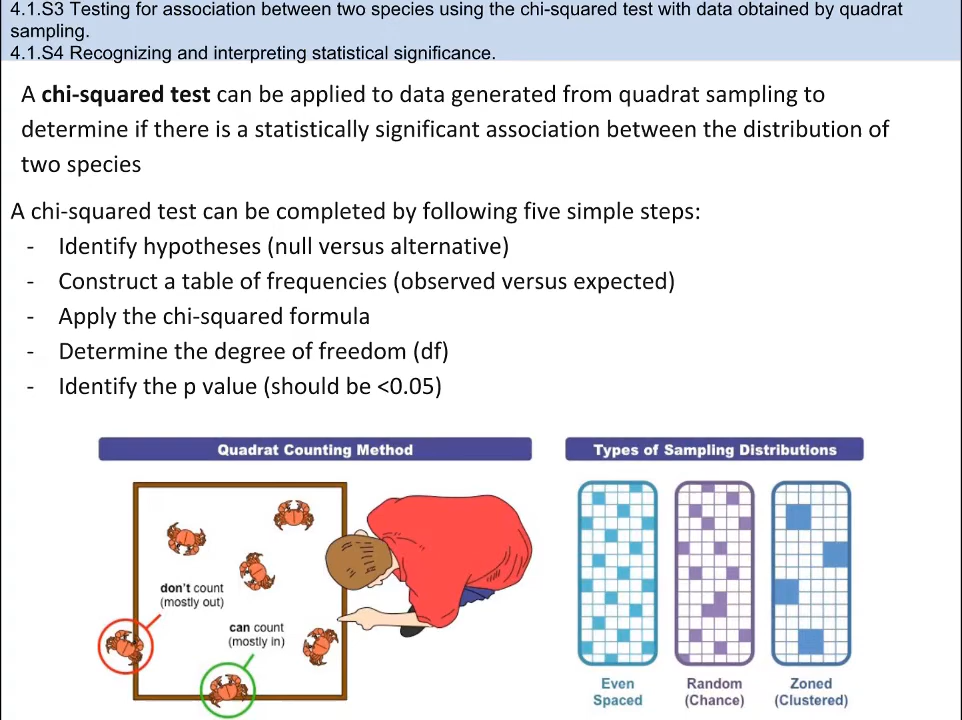 4.1.S3 Testing for association between two species using the chi-squared test with data obtained by quadrat
sampling.
4.1.S4 Recognizing and interpreting statistical significance.
A chi-squared test can be applied to data generated from quadrat sampling to
determine if there is a statistically significant association between the distribution of
two species
A chi-squared test can be completed by following five simple steps:
- Identify hypotheses (null versus alternative)
- Construct a table of frequencies (observed versus expected)
- Apply the chi-squared formula
- Determine the degree of freedom (df)
- Identify the p value (should be <0.05)
Quadrat Counting Method
don't count
(mostly out)
can count
(mostly in)
Types of Sampling Distributions
Even
Spaced
Random
(Chance)
Zoned
(Clustered)